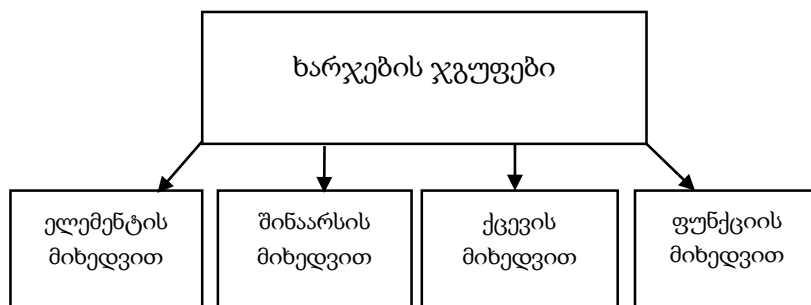 ხარჯების ჯგუფები
ელემენტის
მიხედვით
შინაარსის
მიხედვით
ქცევის
მიხედვით
ფუნქციის
მიხედვით